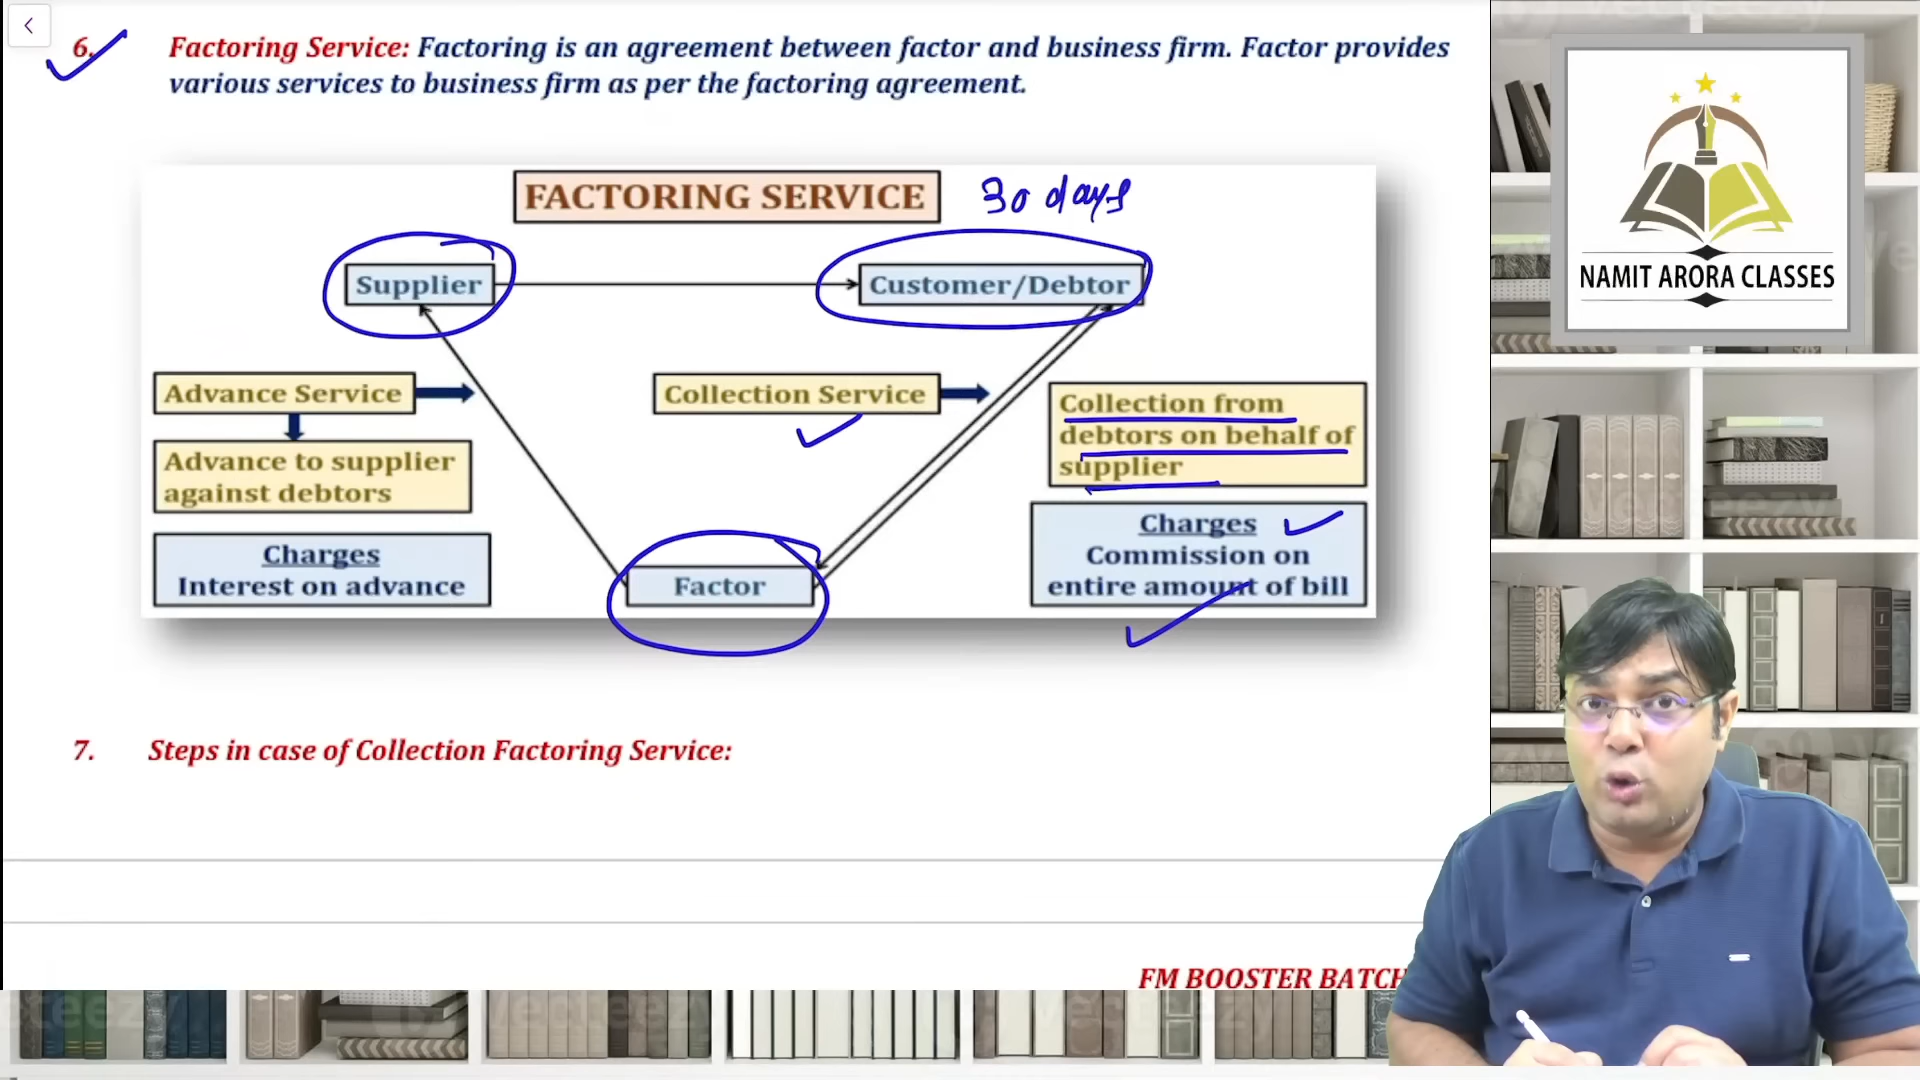 6. Factoring Service: Factoring is an agreement between factor and business firm. Factor provides
various services to business firm as per the factoring agreement.
FACTORING SERVICE
30 days
Supplier
Customer/Debtor
Advance Service
Collection Service
Collection from
debtors on behalf of
supplier
Advance to supplier
against debtors
Charges
Commission on
entire amount of bill
Charges
Interest on advance
Factor
7. Steps in case of Collection Factoring Service:
FM BOOSTER BATCH
NAMIT ARORA CLASSES